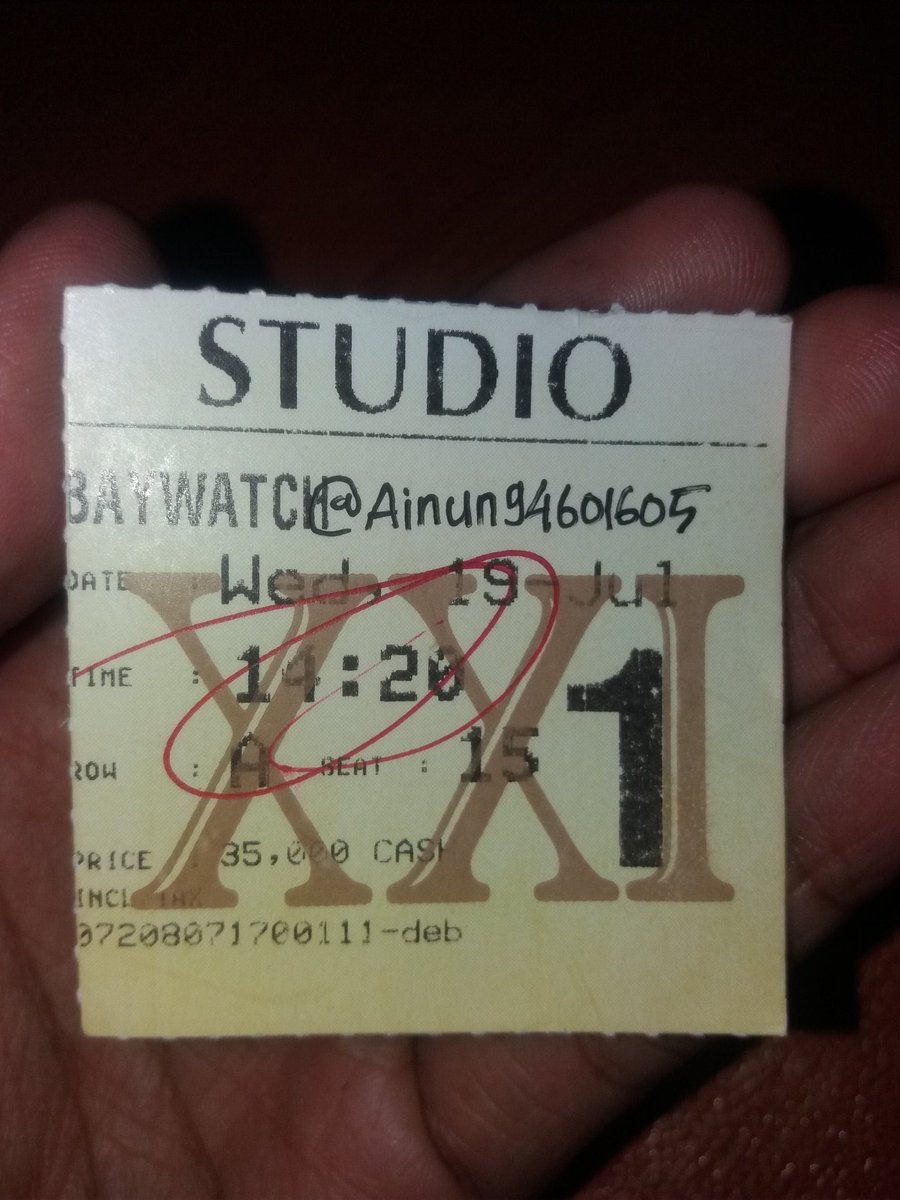 STUDIO
BAYWATCH @Ainun94601605
DATE : Wed, 19-Jul
TIME : 14:20
1
ROW : A SEAT : 15
PRICE : 35,000 CASH
INCL TAX
07208071700111-deb
XXI